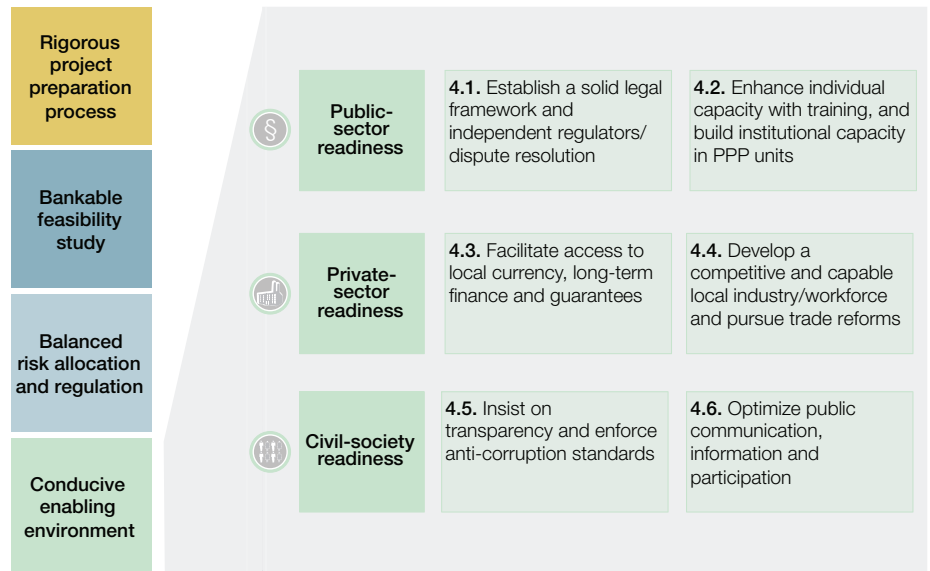 Rigorous
project
preparation
process
Bankable
feasibility
study
Balanced
risk allocation
and regulation
Conducive
enabling
environment
§
Public-
sector
readiness
4.1. Establish a solid legal
framework and
independent regulators/
dispute resolution
4.2. Enhance individual
capacity with training, and
build institutional capacity
in PPP units
Private-
sector
readiness
4.3. Facilitate access to
local currency, long-term
finance and guarantees
4.4. Develop a
competitive and capable
local industry/workforce
and pursue trade reforms
Civil-society
readiness
4.5. Insist on
transparency and enforce
anti-corruption standards
4.6. Optimize public
communication,
information and
participation